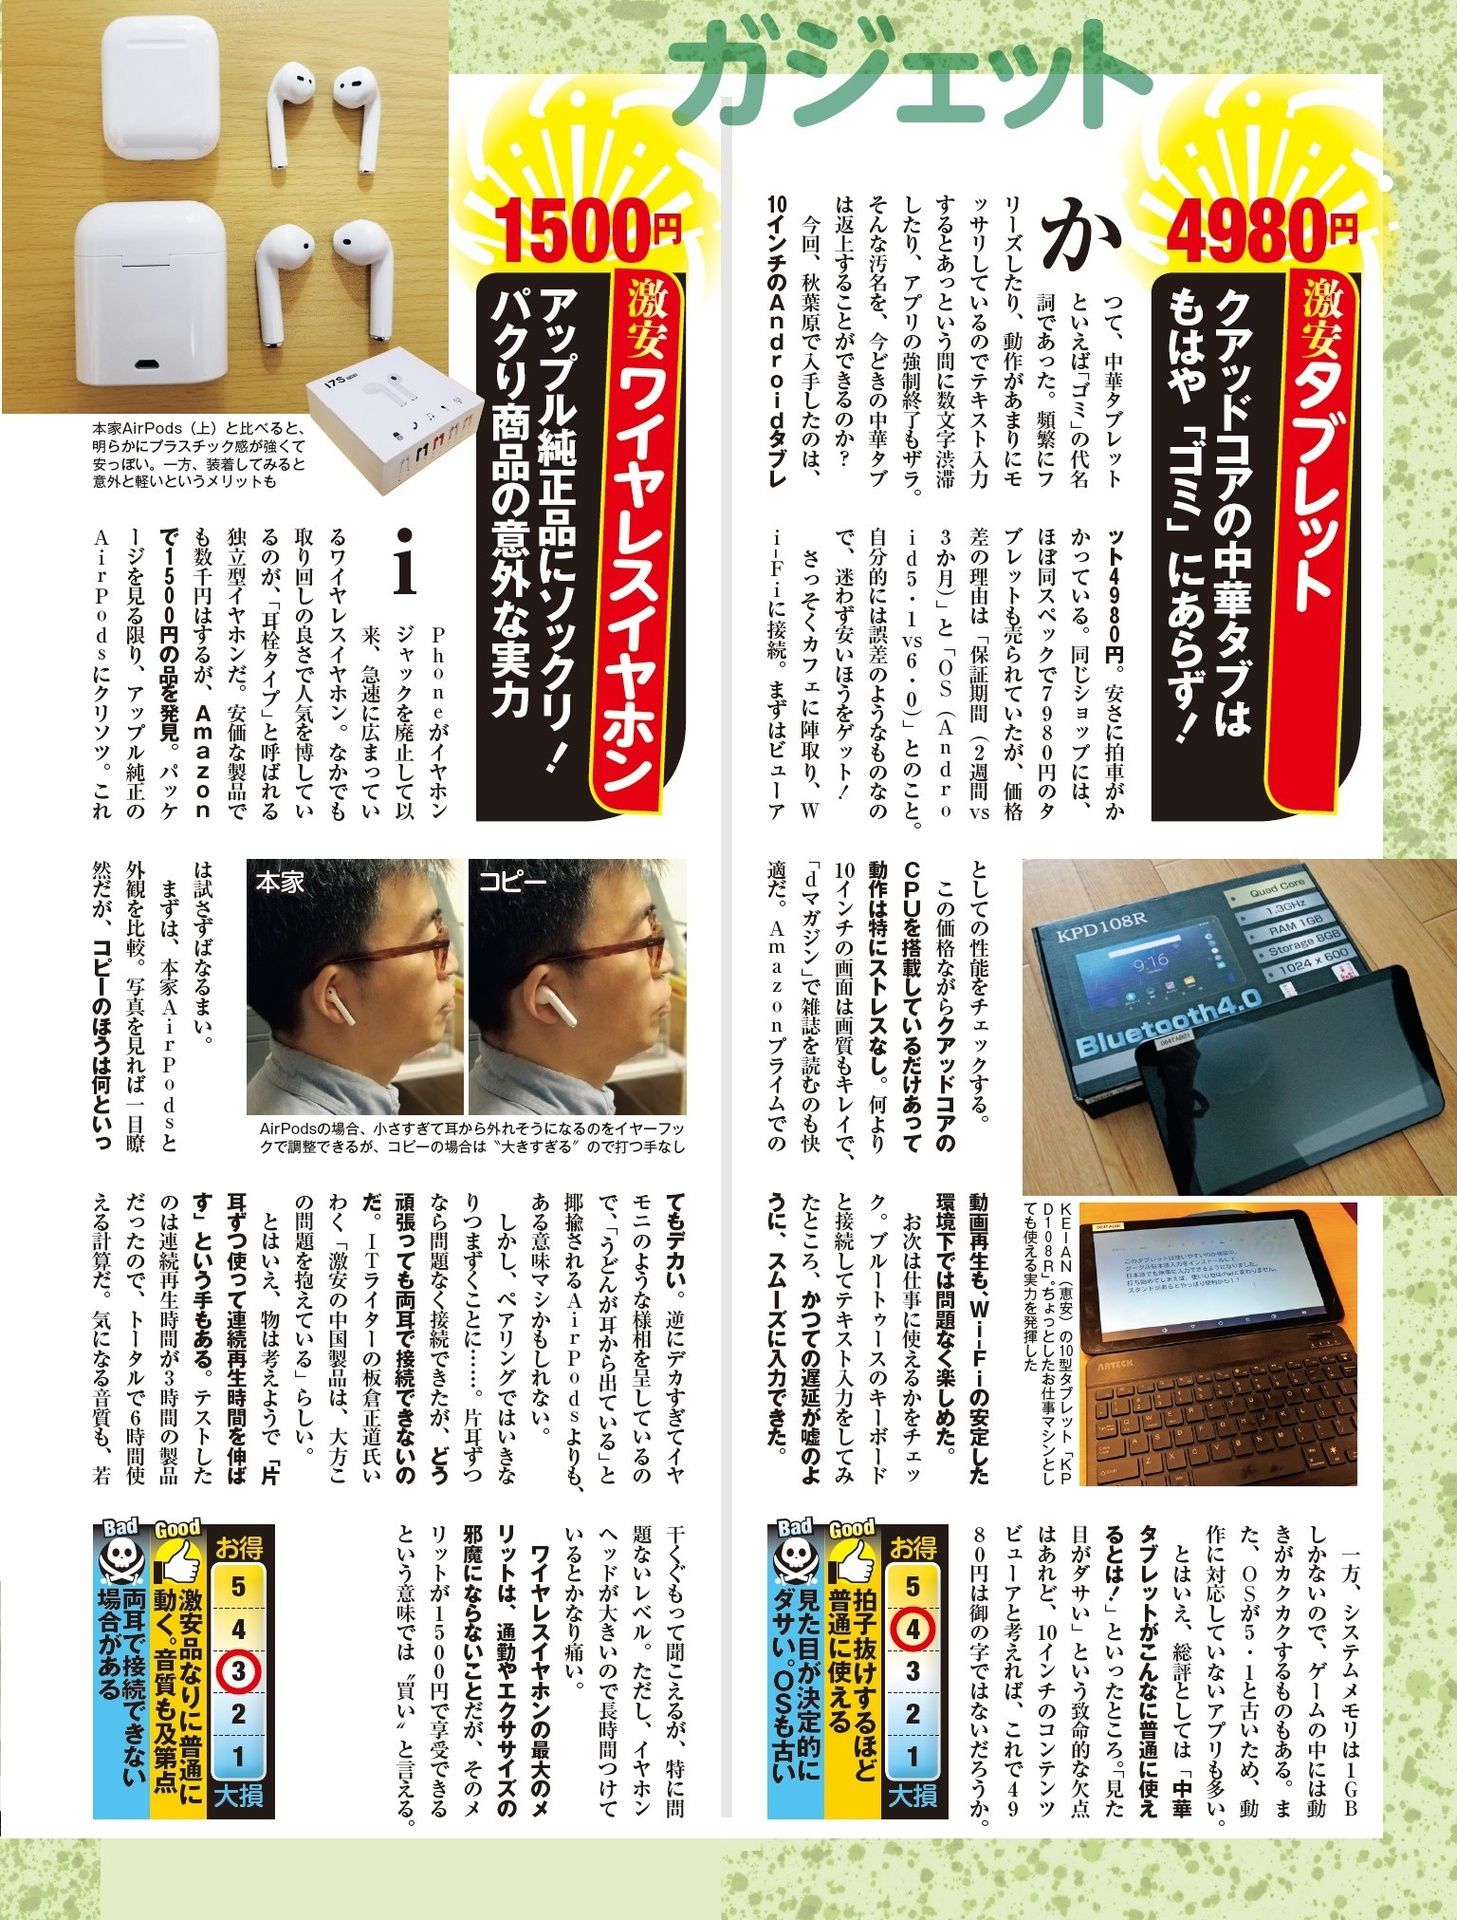 ガジェット
4980円
激安タブレット
クアッドコアの中華タブは
もはや「ゴミ」にあらず!
かつて、中華タブレット
といえば「ゴミ」の代名
詞であった。頻繁にフ
リーズしたり、動作があまりにモ
ッサリしているのでテキスト入力
するとあっという間に数文字渋滞
したり、アプリの強制終了もザラ。
そんな汚名を、今どきの中華タブ
は返上することができるのか?
今回、秋葉原で入手したのは、
10インチのAndroidタブレ
ット4980円。安さに拍車がか
かっている。同じショップには、
ほぼ同スペックで7980円のタ
ブレットも売られていたが、価格
差の理由は「保証期間(2週間vs
3か月)」と「OS(Andro
id5・1vs6・0)」とのこと。
自分的には誤差のようなものなの
で、迷わず安いほうをゲット!
さっそくカフェに陣取り、W
i-Fiに接続。まずはビューア
としての性能をチェックする。
この価格ながらクアッドコアの
CPUを搭載しているだけあって
動作は特にストレスなし。何より
10インチの画面は画質もキレイで、
「dマガジン」で雑誌を読むのも快
適だ。Amazonプライムでの
動画再生も、Wi-Fiの安定した
環境下では問題なく楽しめた。
お次は仕事に使えるかをチェッ
ク。ブルートゥースのキーボード
と接続してテキスト入力をしてみ
たところ、かつての遅延が嘘のよ
うに、スムーズに入力できた。
一方、システムメモリは1GB
しかないので、ゲームの中には動
きがカクカクするものもある。ま
た、OSが5・1と古いため、動
作に対応していないアプリも多い。
とはいえ、総評としては「中華
タブレットがこんなに普通に使え
るとは!」といったところ。「見た
目がダサい」という致命的な欠点
はあれど、10インチのコンテンツ
ビューアと考えれば、これで49
80円は御の字ではないだろうか。
KPD108R
9:16
Quad Core
1.3GHz
RAM 1GB
Storage 8GB
1024 x 600
Bluetooth4.0
064TAB01
ARTECK
KEIAN(恵安)の10型タブレット「KP
D108R」。ちょっとしたお仕事マシンとし
ても使える実力を発揮した
お得
5
4
3
2
1
大損
Good
拍子抜けするほど
普通に使える
Bad
見た目が決定的に
ダサい。OSも古い
1500円
激安ワイヤレスイヤホン
アップル純正品にソックリ!
パクり商品の意外な実力
i7S
本家AirPods(上)と比べると、
明らかにプラスチック感が強くて
安っぽい。一方、装着してみると
意外と軽いというメリットも
iPhoneがイヤホン
ジャックを廃止して以
来、急速に広まってい
るワイヤレスイヤホン。なかでも
取り回しの良さで人気を博してい
るのが、「耳栓タイプ」と呼ばれる
独立型イヤホンだ。安価な製品で
も数千円はするが、Amazon
で1500円の品を発見。パッケ
ージを見る限り、アップル純正の
AirPodsにクリソツ。これ
は試さずばなるまい。
まずは、本家AirPodsと
外観を比較。写真を見れば一目瞭
然だが、コピーのほうは何といっ
てもデカい。逆にデカすぎてイヤ
モニのような様相を呈しているの
で、「うどんが耳から出ている」と
揶揄されるAirPodsよりも、
ある意味マシかもしれない。
しかし、ペアリングではいきな
りつまずくことに……。片耳ずつ
なら問題なく接続できたが、どう
頑張っても両耳で接続できないの
だ。ITライターの板倉正道氏い
わく「激安の中国製品は、大方こ
の問題を抱えている」らしい。
とはいえ、物は考えようで「片
耳ずつ使って連続再生時間を伸ば
す」という手もある。テストした
のは連続再生時間が3時間の製品
だったので、トータルで6時間使
える計算だ。気になる音質も、若
干くぐもって聞こえるが、特に問
題ないレベル。ただし、イヤホン
ヘッドが大きいので長時間つけて
いるとかなり痛い。
ワイヤレスイヤホンの最大のメ
リットは、通勤やエクササイズの
邪魔にならないことだが、そのメ
リットが1500円で享受できる
という意味では〝買い〟と言える。
本家
コピー
AirPodsの場合、小さすぎて耳から外れそうになるのをイヤーフッ
クで調整できるが、コピーの場合は〝大きすぎる〟ので打つ手なし
お得
5
4
3
2
1
大損
Good
激安品なりに普通に
動く。音質も及第点
Bad
両耳で接続できない
場合がある